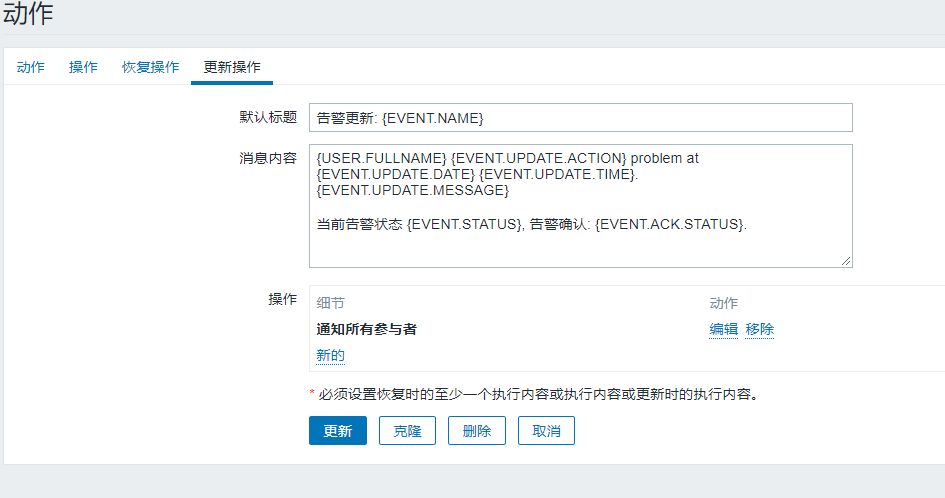 动作
动作 操作 恢复操作 更新操作
默认标题 告警更新: {EVENT.NAME}
消息内容 {USER.FULLNAME} {EVENT.UPDATE.ACTION} problem at
{EVENT.UPDATE.DATE} {EVENT.UPDATE.TIME}.
{EVENT.UPDATE.MESSAGE}
当前告警状态 {EVENT.STATUS}, 告警确认: {EVENT.ACK.STATUS}.
操作 细节 动作
通知所有参与者 编辑 移除
新的
* 必须设置恢复时的至少一个执行内容或执行内容或更新时的执行内容。
更新 克隆 删除 取消